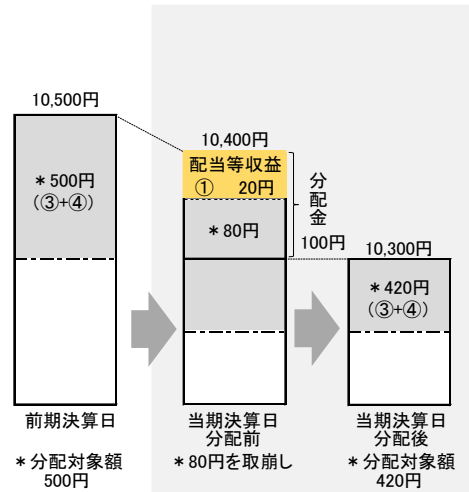 10,500円
＊500円
（③+④）
前期決算日
＊分配対象額
500円
10,400円
配当等収益
① 20円
＊80円
分配金
100円
当期決算日
分配前
＊80円を取崩し
10,300円
＊420円
（③+④）
当期決算日
分配後
＊分配対象額
420円